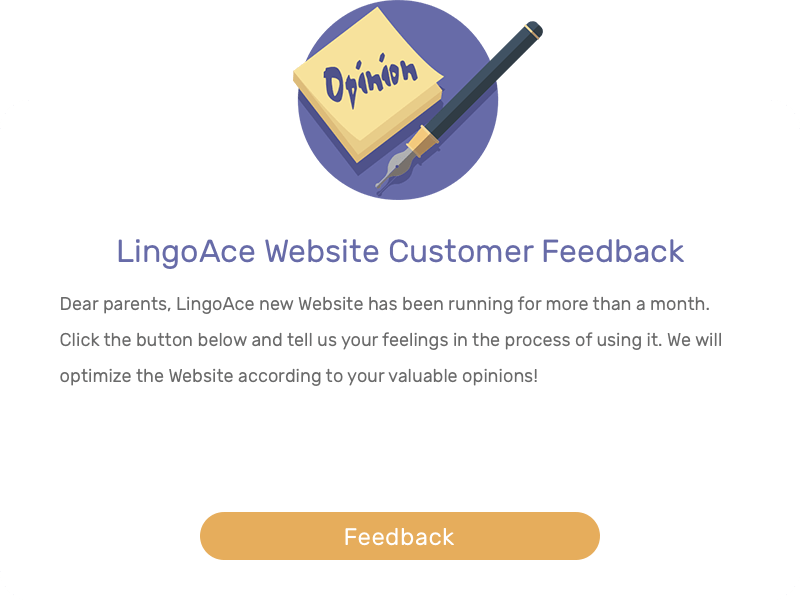 Opinion
LingoAce Website Customer Feedback
Dear parents, LingoAce new Website has been running for more than a month.
Click the button below and tell us your feelings in the process of using it. We will
optimize the Website according to your valuable opinions!
Feedback